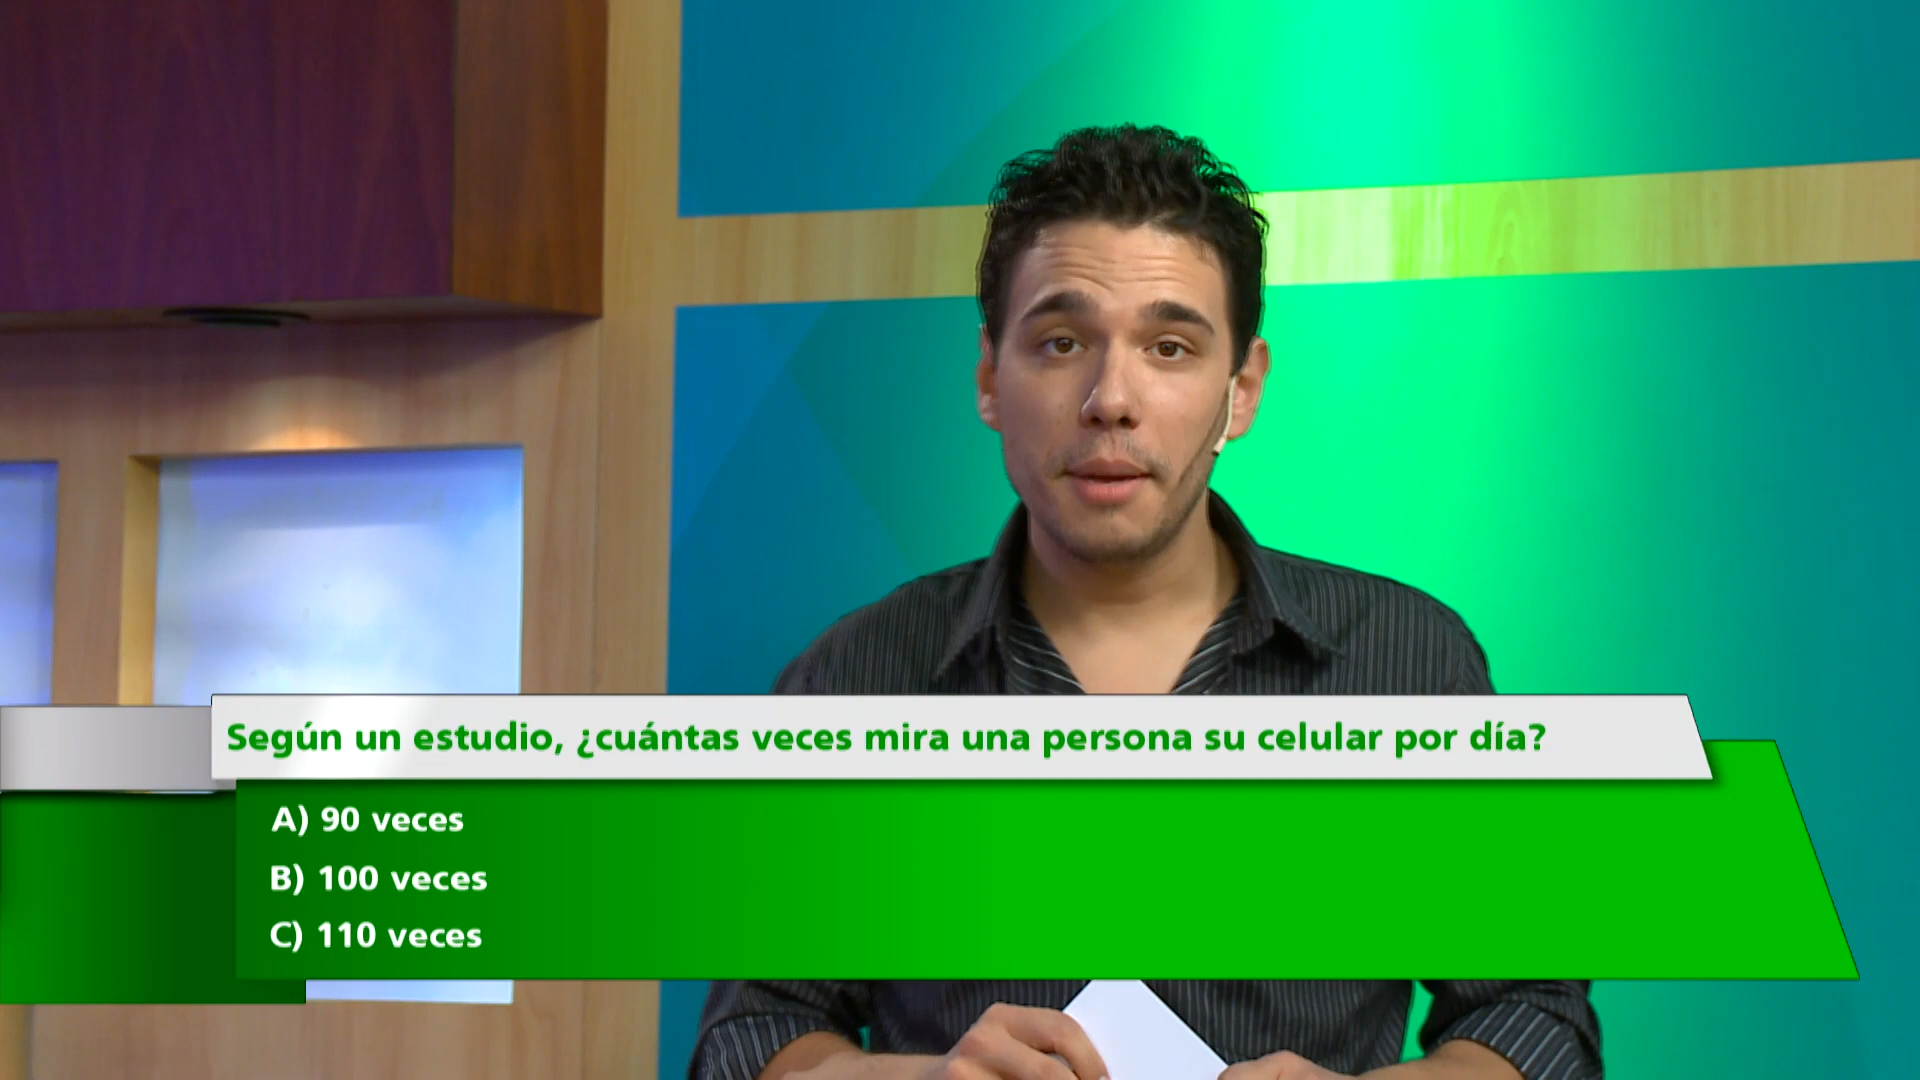 Según un estudio, ¿cuántas veces mira una persona su celular por día?
A) 90 veces
B) 100 veces
C) 110 veces